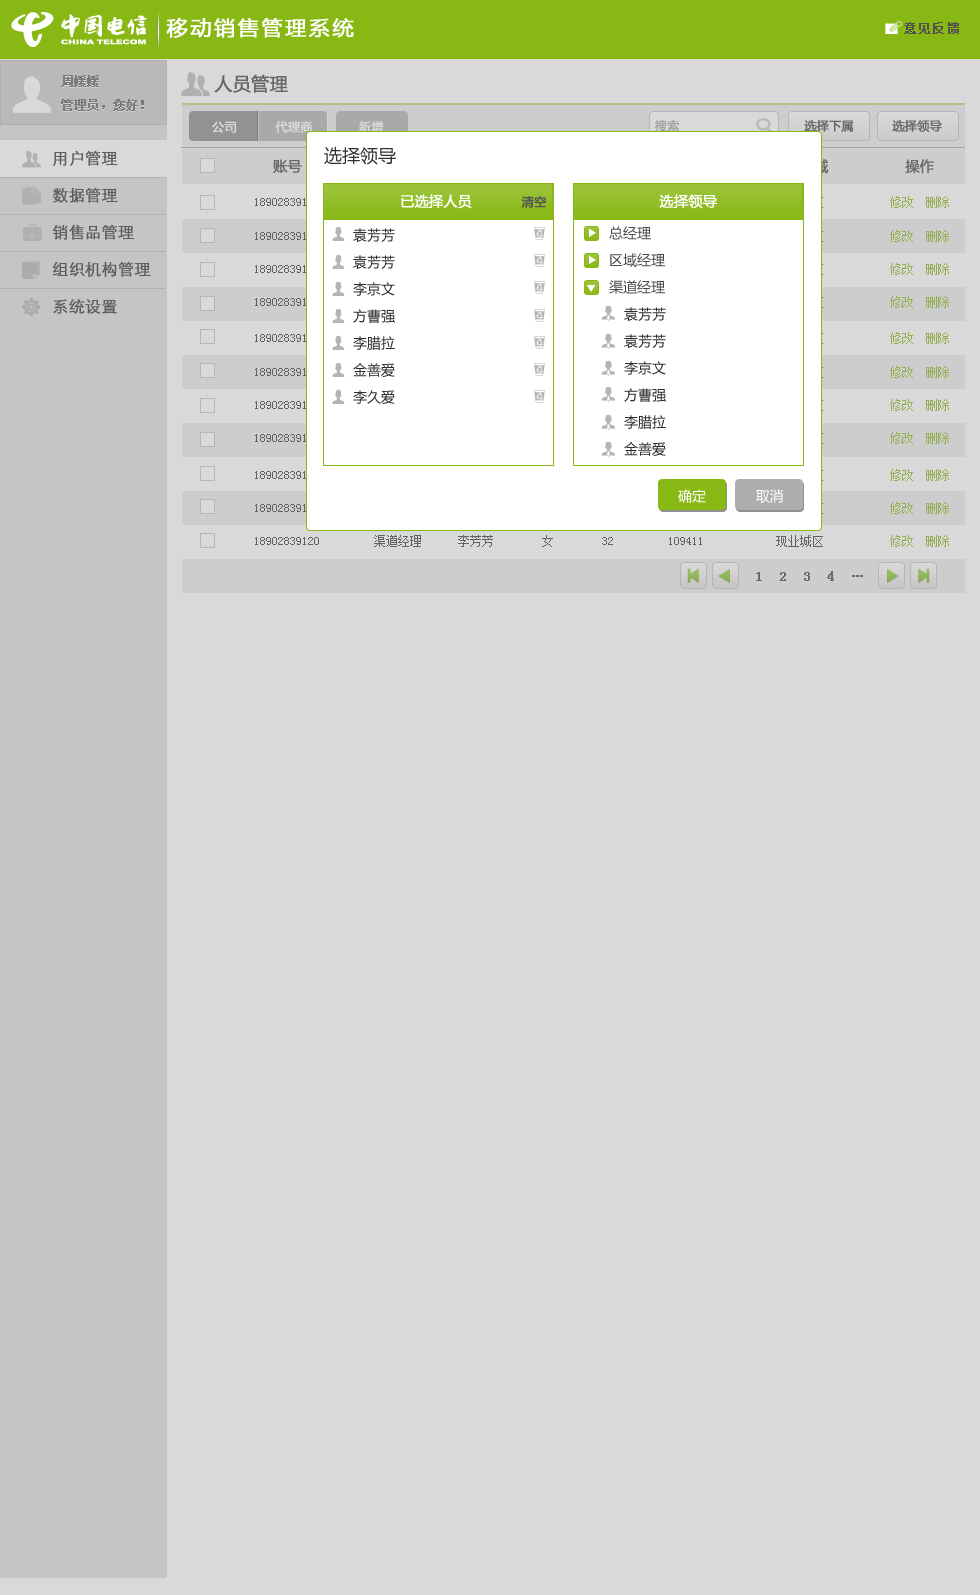 中国电信 CHINA TELECOM 移动销售管理系统 意见反馈
周媛媛
管理员，您好！
用户管理
数据管理
销售品管理
组织机构管理
系统设置
人员管理
公司 代理商 新增 搜索 选择下属 选择领导
账号 操作
选择领导
已选择人员 清空
袁芳芳
袁芳芳
李京文
方曹强
李腊拉
金善爱
李久爱
选择领导
总经理
区域经理
渠道经理
袁芳芳
袁芳芳
李京文
方曹强
李腊拉
金善爱
确定 取消
189028391 修改 删除
189028391 修改 删除
189028391 修改 删除
189028391 修改 删除
189028391 修改 删除
189028391 修改 删除
189028391 修改 删除
189028391 修改 删除
189028391 修改 删除
189028391 修改 删除
18902839120 渠道经理 李芳芳 女 32 109411 现业城区 修改 删除
1 2 3 4 ···